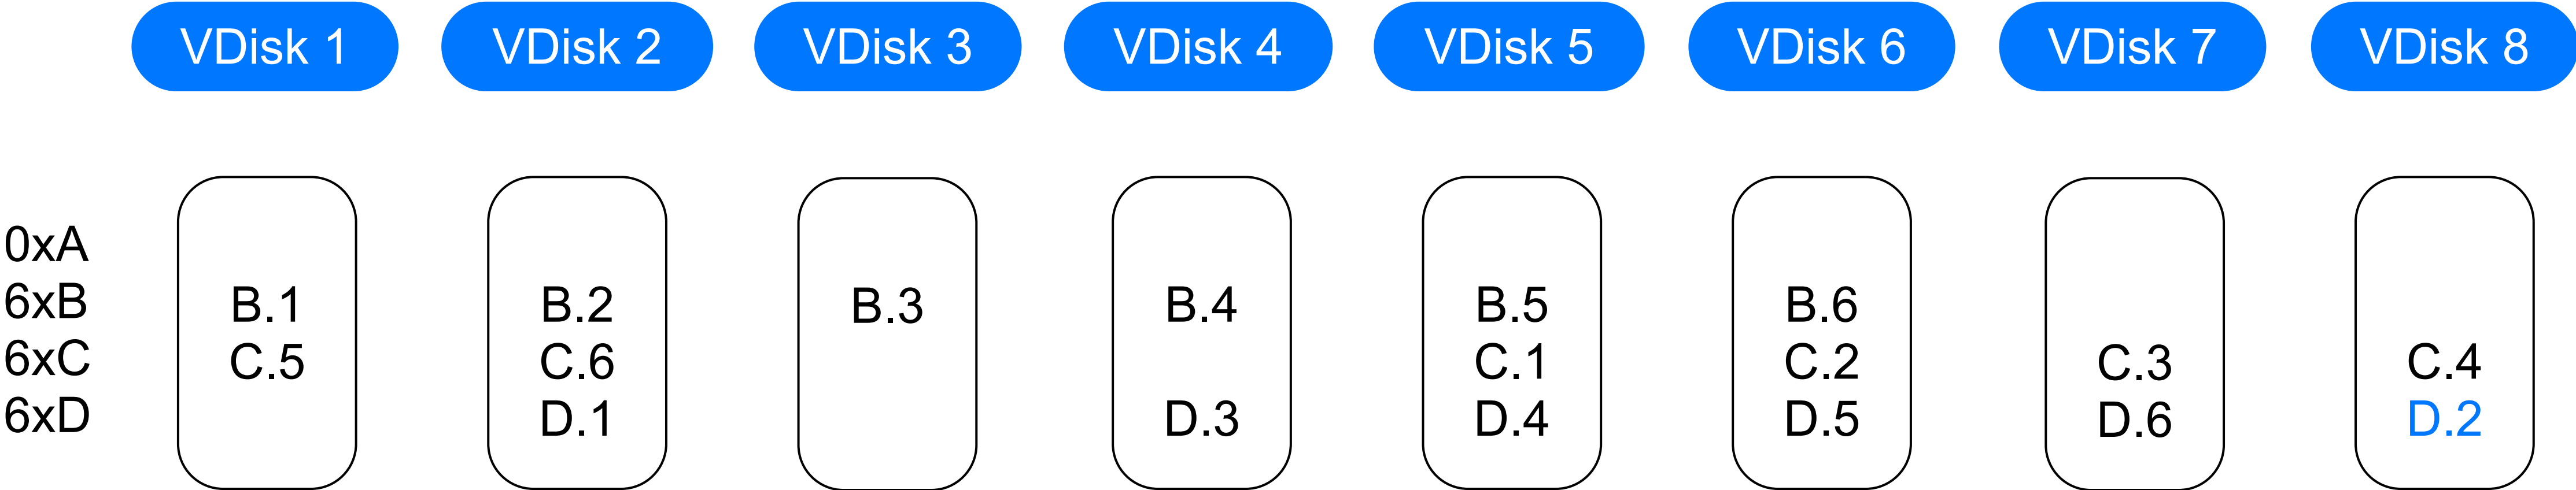 VDisk 1 VDisk 2 VDisk 3 VDisk 4 VDisk 5 VDisk 6 VDisk 7 VDisk 8
0xA
6xB B.1 B.2 B.3 B.4 B.5 B.6
6xC C.5 C.6 C.1 C.2 C.3 C.4
6xD D.1 D.3 D.4 D.5 D.6 D.2